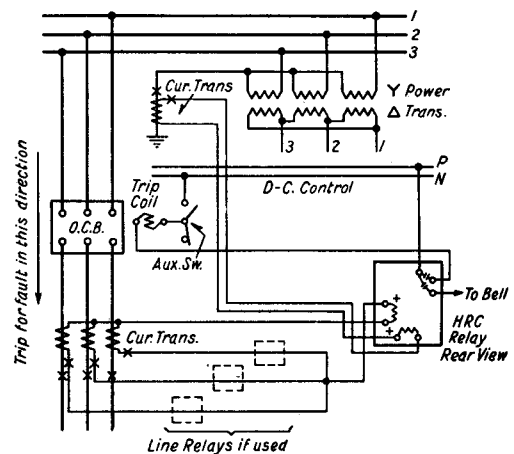 1
2
3
Cur. Trans
Y Power
Δ Trans.
3 2 1
P
N
D-C. Control
Trip
Coil
O.C.B.
Aux. Sw.
Trip for fault in this direction
To Bell
+
+
HRC
Relay
Rear View
Cur. Trans.
Line Relays if used